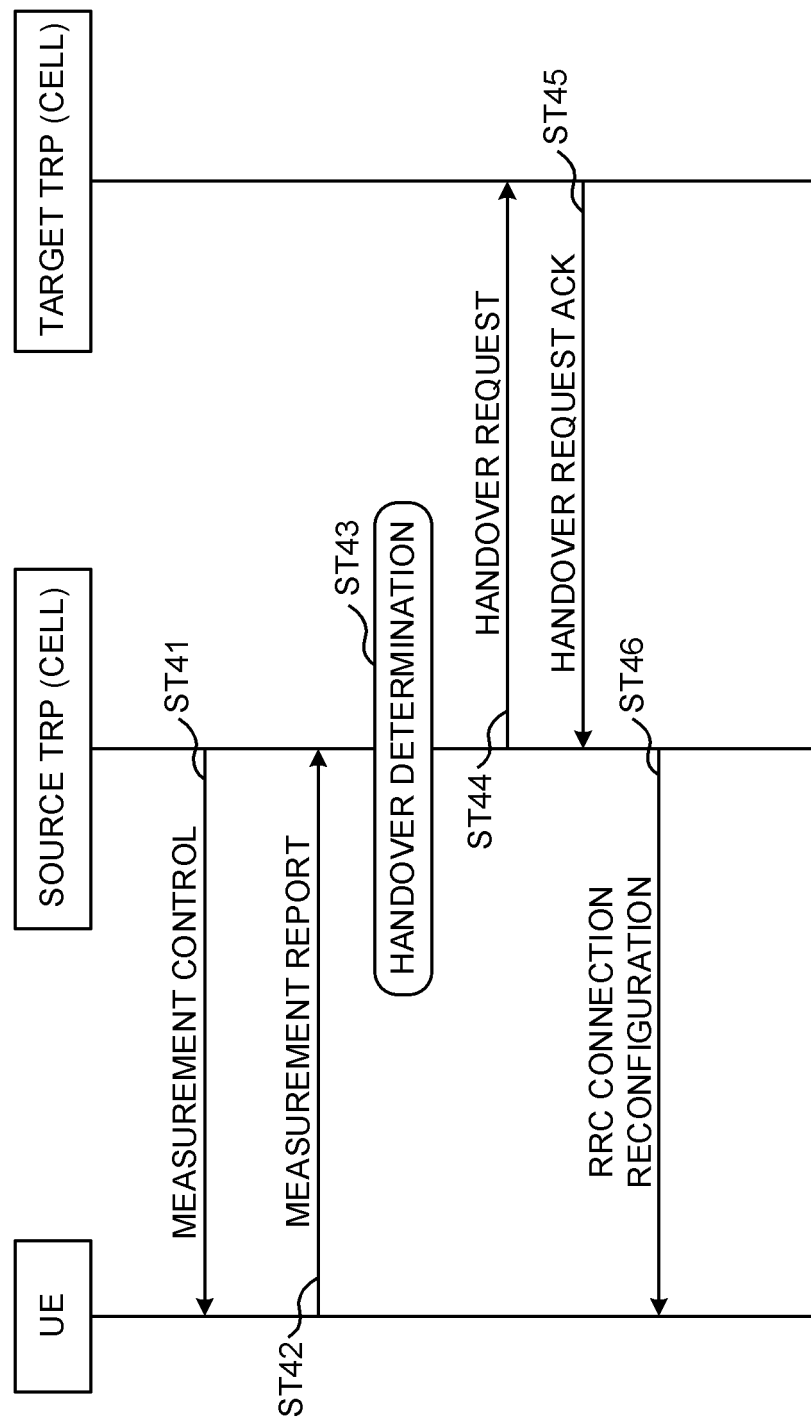 UE
SOURCE TRP (CELL)
TARGET TRP (CELL)
MEASUREMENT CONTROL
ST41
ST42
MEASUREMENT REPORT
ST43
HANDOVER DETERMINATION
ST44
HANDOVER REQUEST
HANDOVER REQUEST ACK
ST45
RRC CONNECTION
RECONFIGURATION
ST46